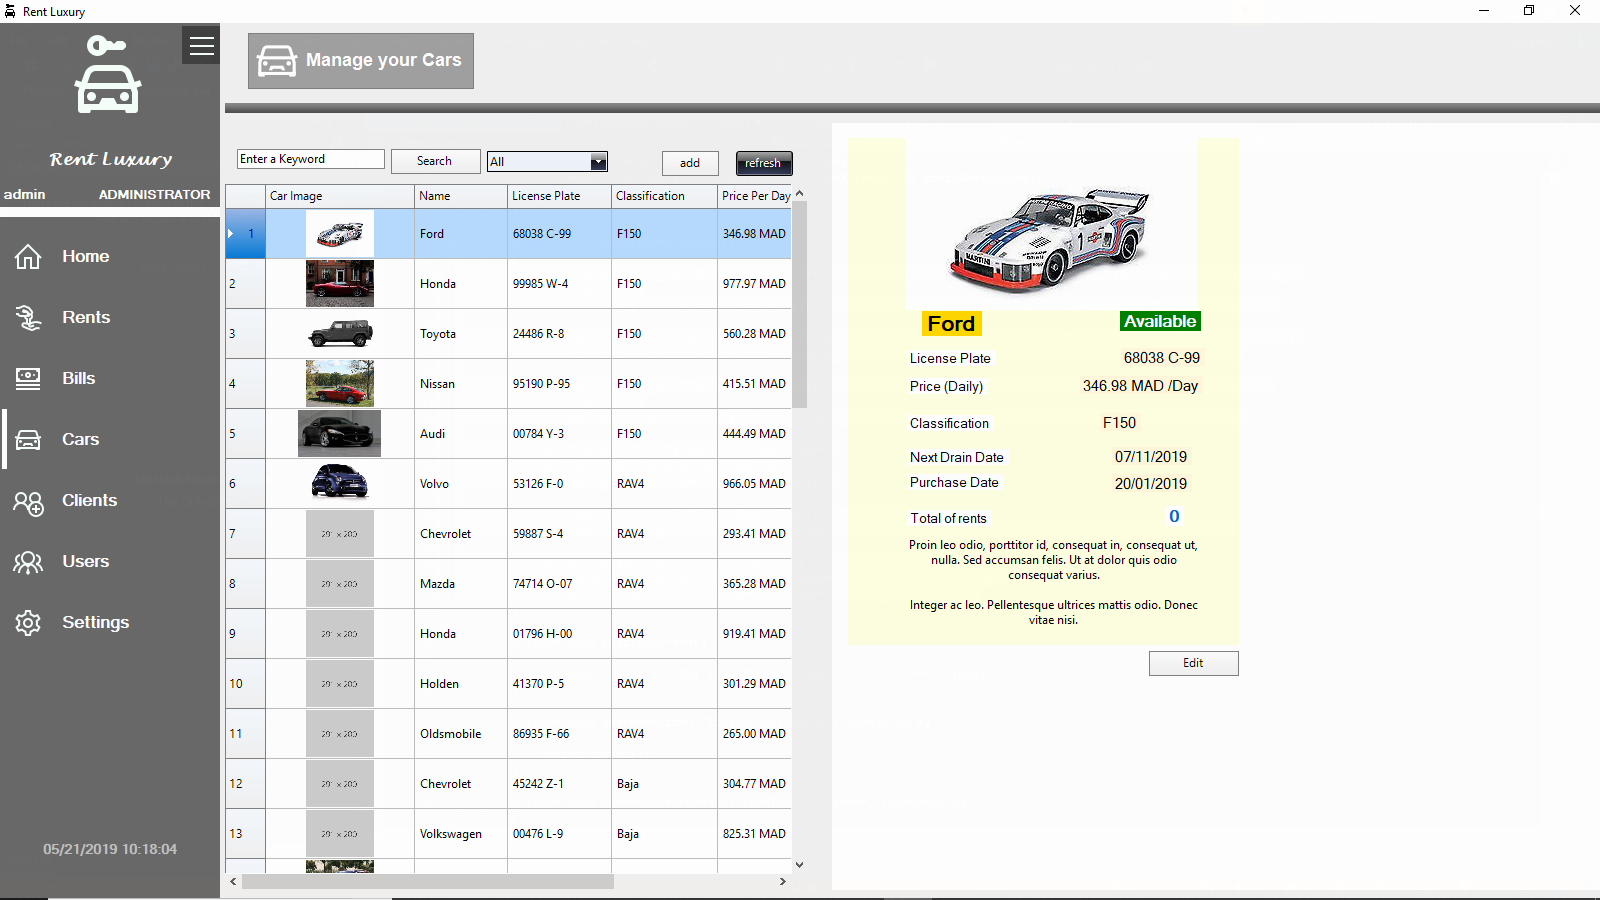 Rent Luxury
Manage your Cars
Rent Luxury
admin ADMINISTRATOR
Home
Rents
Bills
Cars
Clients
Users
Settings
05/21/2019 10:18:04
Enter a Keyword Search All add refresh
Car Image Name License Plate Classification Price Per Day
1 Ford 68038 C-99 F150 346.98 MAD
2 Honda 99985 W-4 F150 977.97 MAD
3 Toyota 24486 R-8 F150 560.28 MAD
4 Nissan 95190 P-95 F150 415.51 MAD
5 Audi 00784 Y-3 F150 444.49 MAD
6 Volvo 53126 F-0 RAV4 966.05 MAD
7 Chevrolet 59887 S-4 RAV4 293.41 MAD
8 Mazda 74714 O-07 RAV4 365.28 MAD
9 Honda 01796 H-00 RAV4 919.41 MAD
10 Holden 41370 P-5 RAV4 301.29 MAD
11 Oldsmobile 86935 F-66 RAV4 265.00 MAD
12 Chevrolet 45242 Z-1 Baja 304.77 MAD
13 Volkswagen 00476 L-9 Baja 825.31 MAD
MARTINI
1
Ford Available
License Plate 68038 C-99
Price (Daily) 346.98 MAD /Day
Classification F150
Next Drain Date 07/11/2019
Purchase Date 20/01/2019
Total of rents 0
Proin leo odio, porttitor id, consequat in, consequat ut,
nulla. Sed accumsan felis. Ut at dolor quis odio
consequat varius.
Integer ac leo. Pellentesque ultrices mattis odio. Donec
vitae nisi.
Edit